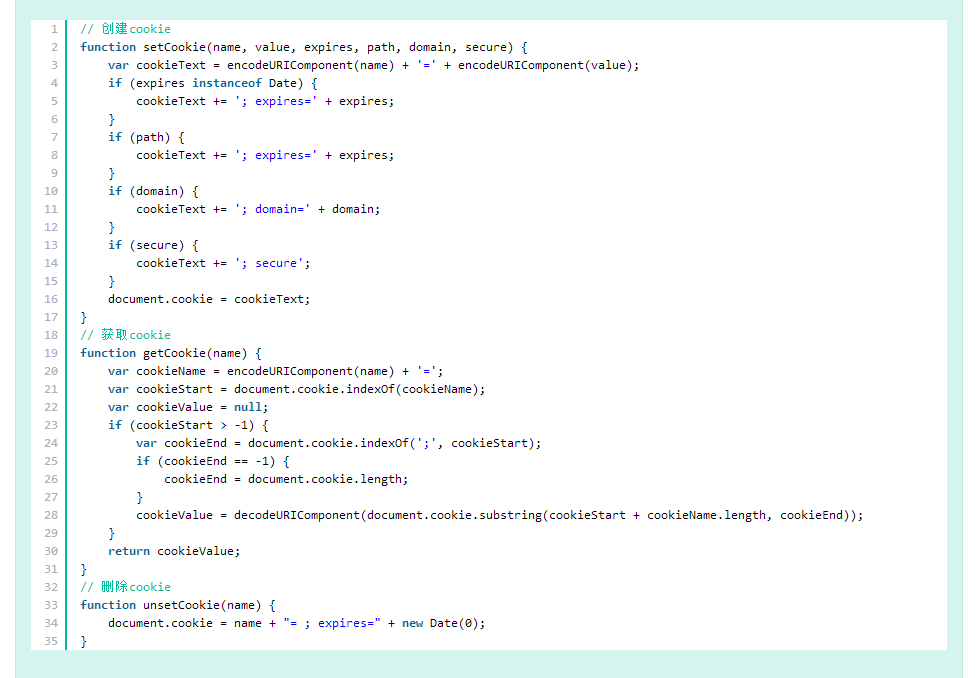 1 // 创建cookie
2 function setCookie(name, value, expires, path, domain, secure) {
3     var cookieText = encodeURIComponent(name) + '=' + encodeURIComponent(value);
4     if (expires instanceof Date) {
5         cookieText += '; expires=' + expires;
6     }
7     if (path) {
8         cookieText += '; expires=' + expires;
9     }
10     if (domain) {
11         cookieText += '; domain=' + domain;
12     }
13     if (secure) {
14         cookieText += '; secure';
15     }
16     document.cookie = cookieText;
17 }
18 // 获取cookie
19 function getCookie(name) {
20     var cookieName = encodeURIComponent(name) + '=';
21     var cookieStart = document.cookie.indexOf(cookieName);
22     var cookieValue = null;
23     if (cookieStart > -1) {
24         var cookieEnd = document.cookie.indexOf(';', cookieStart);
25         if (cookieEnd == -1) {
26             cookieEnd = document.cookie.length;
27         }
28         cookieValue = decodeURIComponent(document.cookie.substring(cookieStart + cookieName.length, cookieEnd));
29     }
30     return cookieValue;
31 }
32 // 删除cookie
33 function unsetCookie(name) {
34     document.cookie = name + "= ; expires=" + new Date(0);
35 }